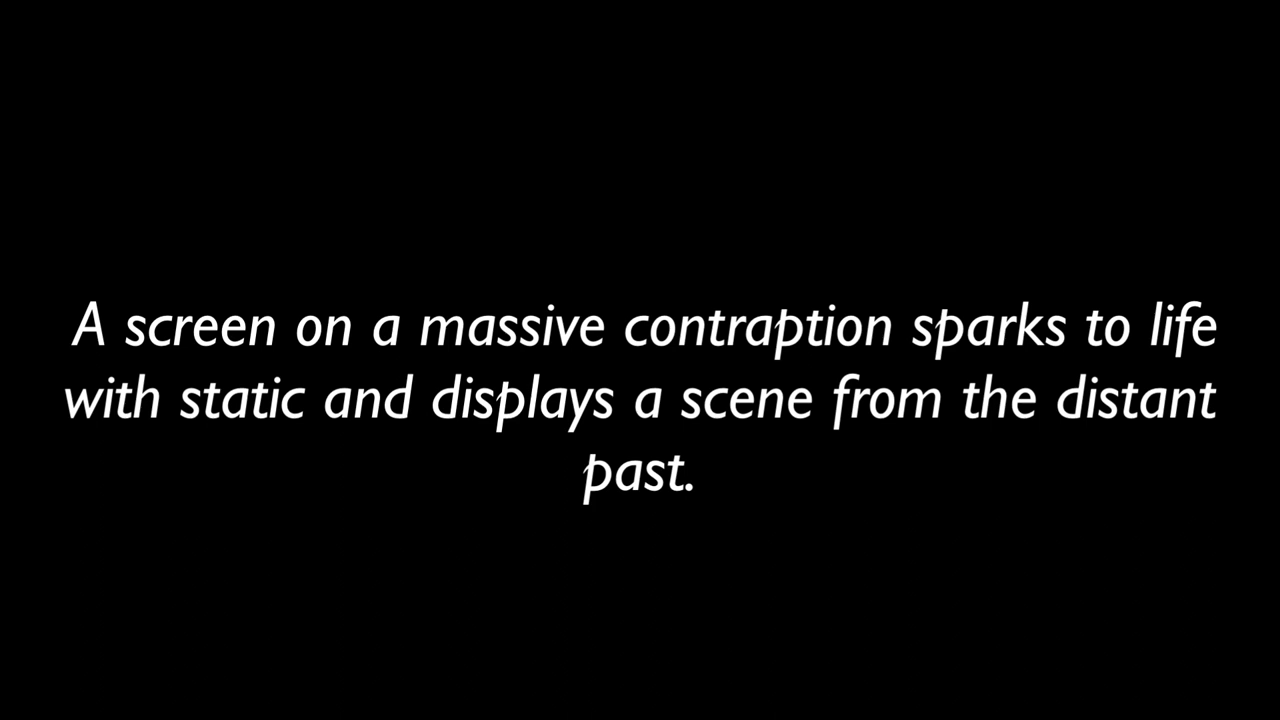 A screen on a massive contraption sparks to life
with static and displays a scene from the distant
past.